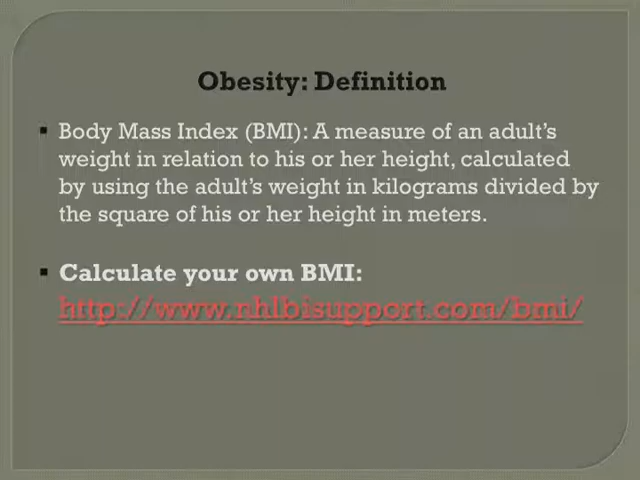 Obesity: Definition
Body Mass Index (BMI): A measure of an adult's
weight in relation to his or her height, calculated
by using the adult's weight in kilograms divided by
the square of his or her height in meters.
Calculate your own BMI:
http://www.nhlbisupport.com/bmi/